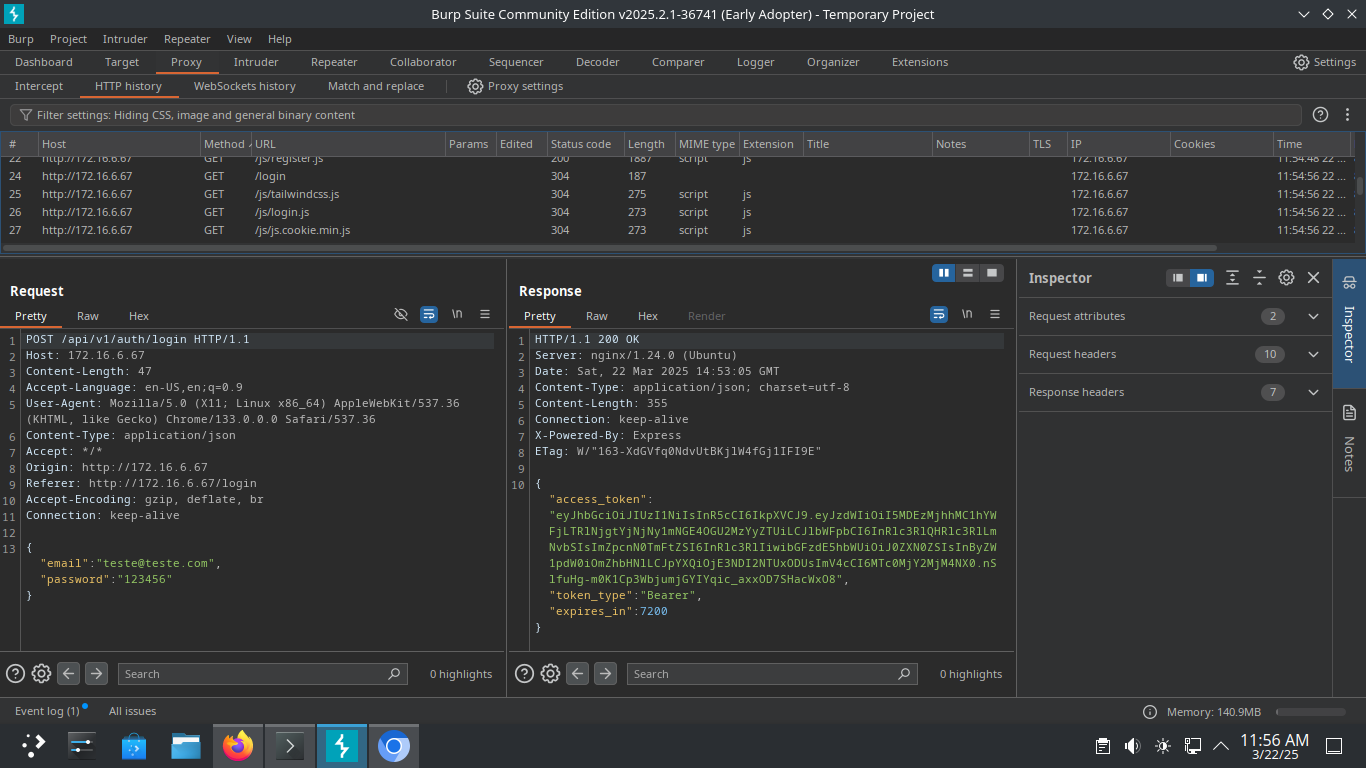 Burp Suite Community Edition v2025.2.1-36741 (Early Adopter) - Temporary Project
Burp Project Intruder Repeater View Help
Dashboard Target Proxy Intruder Repeater Collaborator Sequencer Decoder Comparer Logger Organizer Extensions Settings
Intercept HTTP history WebSockets history Match and replace Proxy settings
Filter settings: Hiding CSS, image and general binary content
# Host Method URL Params Edited Status code Length MIME type Extension Title Notes TLS IP Cookies Time
22 http://172.16.6.67 GET /js/register.js 200 1887 script js 172.16.6.67 11:54:48 22 ...
24 http://172.16.6.67 GET /login 304 187 172.16.6.67 11:54:56 22 ...
25 http://172.16.6.67 GET /js/tailwindcss.js 304 275 script js 172.16.6.67 11:54:56 22 ...
26 http://172.16.6.67 GET /js/login.js 304 273 script js 172.16.6.67 11:54:56 22 ...
27 http://172.16.6.67 GET /js/js.cookie.min.js 304 273 script js 172.16.6.67 11:54:56 22 ...
Request
Pretty Raw Hex \n
1 POST /api/v1/auth/login HTTP/1.1
2 Host: 172.16.6.67
3 Content-Length: 47
4 Accept-Language: en-US,en;q=0.9
5 User-Agent: Mozilla/5.0 (X11; Linux x86_64) AppleWebKit/537.36
(KHTML, like Gecko) Chrome/133.0.0.0 Safari/537.36
6 Content-Type: application/json
7 Accept: */*
8 Origin: http://172.16.6.67
9 Referer: http://172.16.6.67/login
10 Accept-Encoding: gzip, deflate, br
11 Connection: keep-alive
12
13 {
"email":"teste@teste.com",
"password":"123456"
}
Search 0 highlights
Response
Pretty Raw Hex Render \n
1 HTTP/1.1 200 OK
2 Server: nginx/1.24.0 (Ubuntu)
3 Date: Sat, 22 Mar 2025 14:53:05 GMT
4 Content-Type: application/json; charset=utf-8
5 Content-Length: 355
6 Connection: keep-alive
7 X-Powered-By: Express
8 ETag: W/"163-XdGVfq0NdvUtBKjlW4fGj1IFI9E"
9
10 {
"access_token":
"eyJhbGciOiJIUzI1NiIsInR5cCI6IkpXVCJ9.eyJzdWIiOiI5MDEzMjhhMC1hYW
FjLTRlNjgtYjNjNy1mNGE4OGU2MzYyZTUiLCJlbWFpbCI6InRlc3RlQHRlc3RlLm
NvbSIsImZpcnN0TmFtZSI6InRlc3RlIiwibGFzdE5hbWUiOiJ0ZXN0ZSIsInByZW
1pdW0iOmZhbHNlLCJpYXQiOjE3NDI2NTUxODUsImV4cCI6MTc0MjY2MjM4NX0.nS
lfuHg-m0K1Cp3WbjumjGYIYqic_axxOD7SHacWxO8",
"token_type":"Bearer",
"expires_in":7200
}
Search 0 highlights
Inspector
Request attributes 2
Request headers 10
Response headers 7
Inspector
Notes
Event log (1) All issues Memory: 140.9MB
11:56 AM
3/22/25